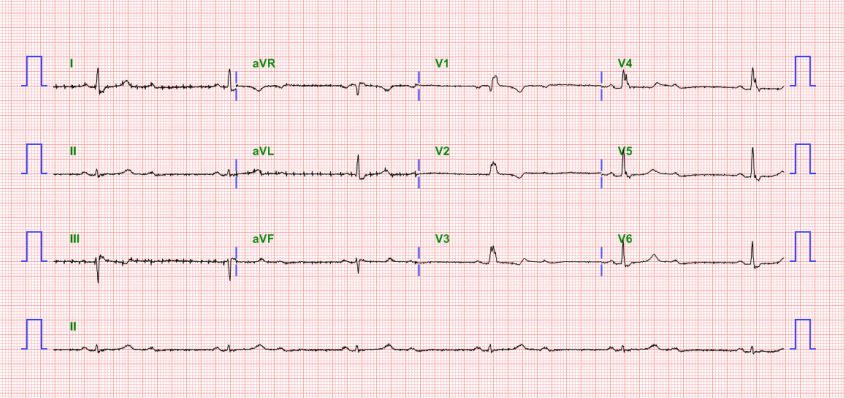 I aVR V1 V4
II aVL V2 V5
III aVF V3 V6
II